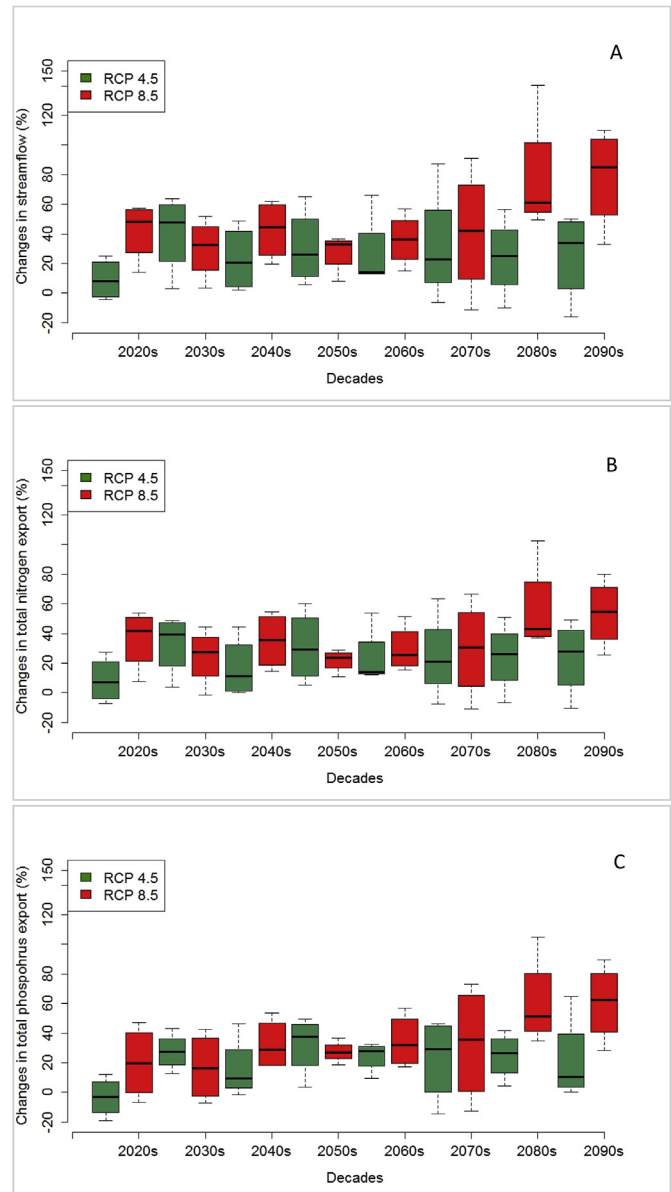 A
RCP 4.5
RCP 8.5
Changes in streamflow (%)
150
120
80
60
40
20
0
-20
2020s 2030s 2040s 2050s 2060s 2070s 2080s 2090s
Decades
B
RCP 4.5
RCP 8.5
Changes in total nitrogen export (%)
150
120
80
60
40
20
0
-20
2020s 2030s 2040s 2050s 2060s 2070s 2080s 2090s
Decades
C
RCP 4.5
RCP 8.5
Changes in total phospohrus export (%)
150
120
80
60
40
20
0
-20
2020s 2030s 2040s 2050s 2060s 2070s 2080s 2090s
Decades